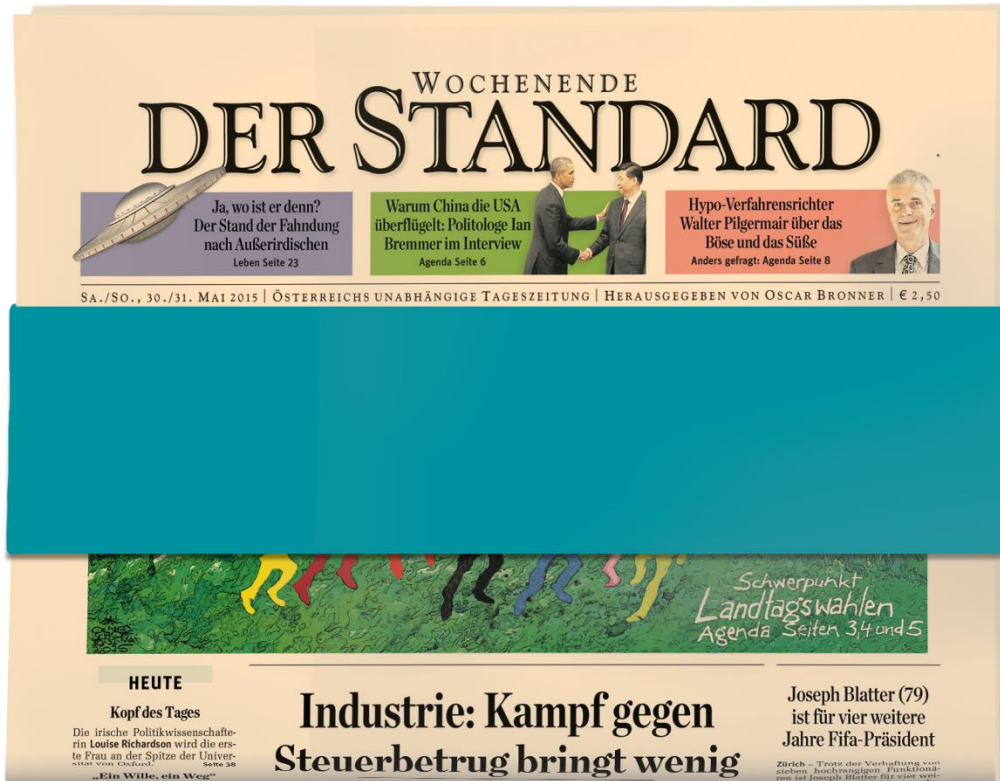 WOCHENENDE
DER STANDARD
Ja, wo ist er denn?
Der Stand der Fahndung
nach Außerirdischen
Leben Seite 23
Warum China die USA
überflügelt: Politologe Ian
Bremmer im Interview
Agenda Seite 6
Hypo-Verfahrensrichter
Walter Pilgermair über das
Böse und das Süße
Anders gefragt: Agenda Seite 8
SA./SO., 30./31. MAI 2015 | ÖSTERREICHS UNABHÄNGIGE TAGESZEITUNG | HERAUSGEGEBEN VON OSCAR BRONNER | € 2,50
Schwerpunkt
Landtagswahlen
Agenda Seiten 3,4 und 5
HEUTE
Kopf des Tages
Die irische Politikwissenschafte-
rin Louise Richardson wird die ers-
te Frau an der Spitze der Univer-
sität von Oxford. Seite 38
„Ein Wille, ein Weg“
Industrie: Kampf gegen
Steuerbetrug bringt wenig
Joseph Blatter (79)
ist für vier weitere
Jahre Fifa-Präsident
Zürich – Trotz der Verhaftung von
sieben hochrangigen Funktionä-
ren ist Joseph Blatter für vier wei-